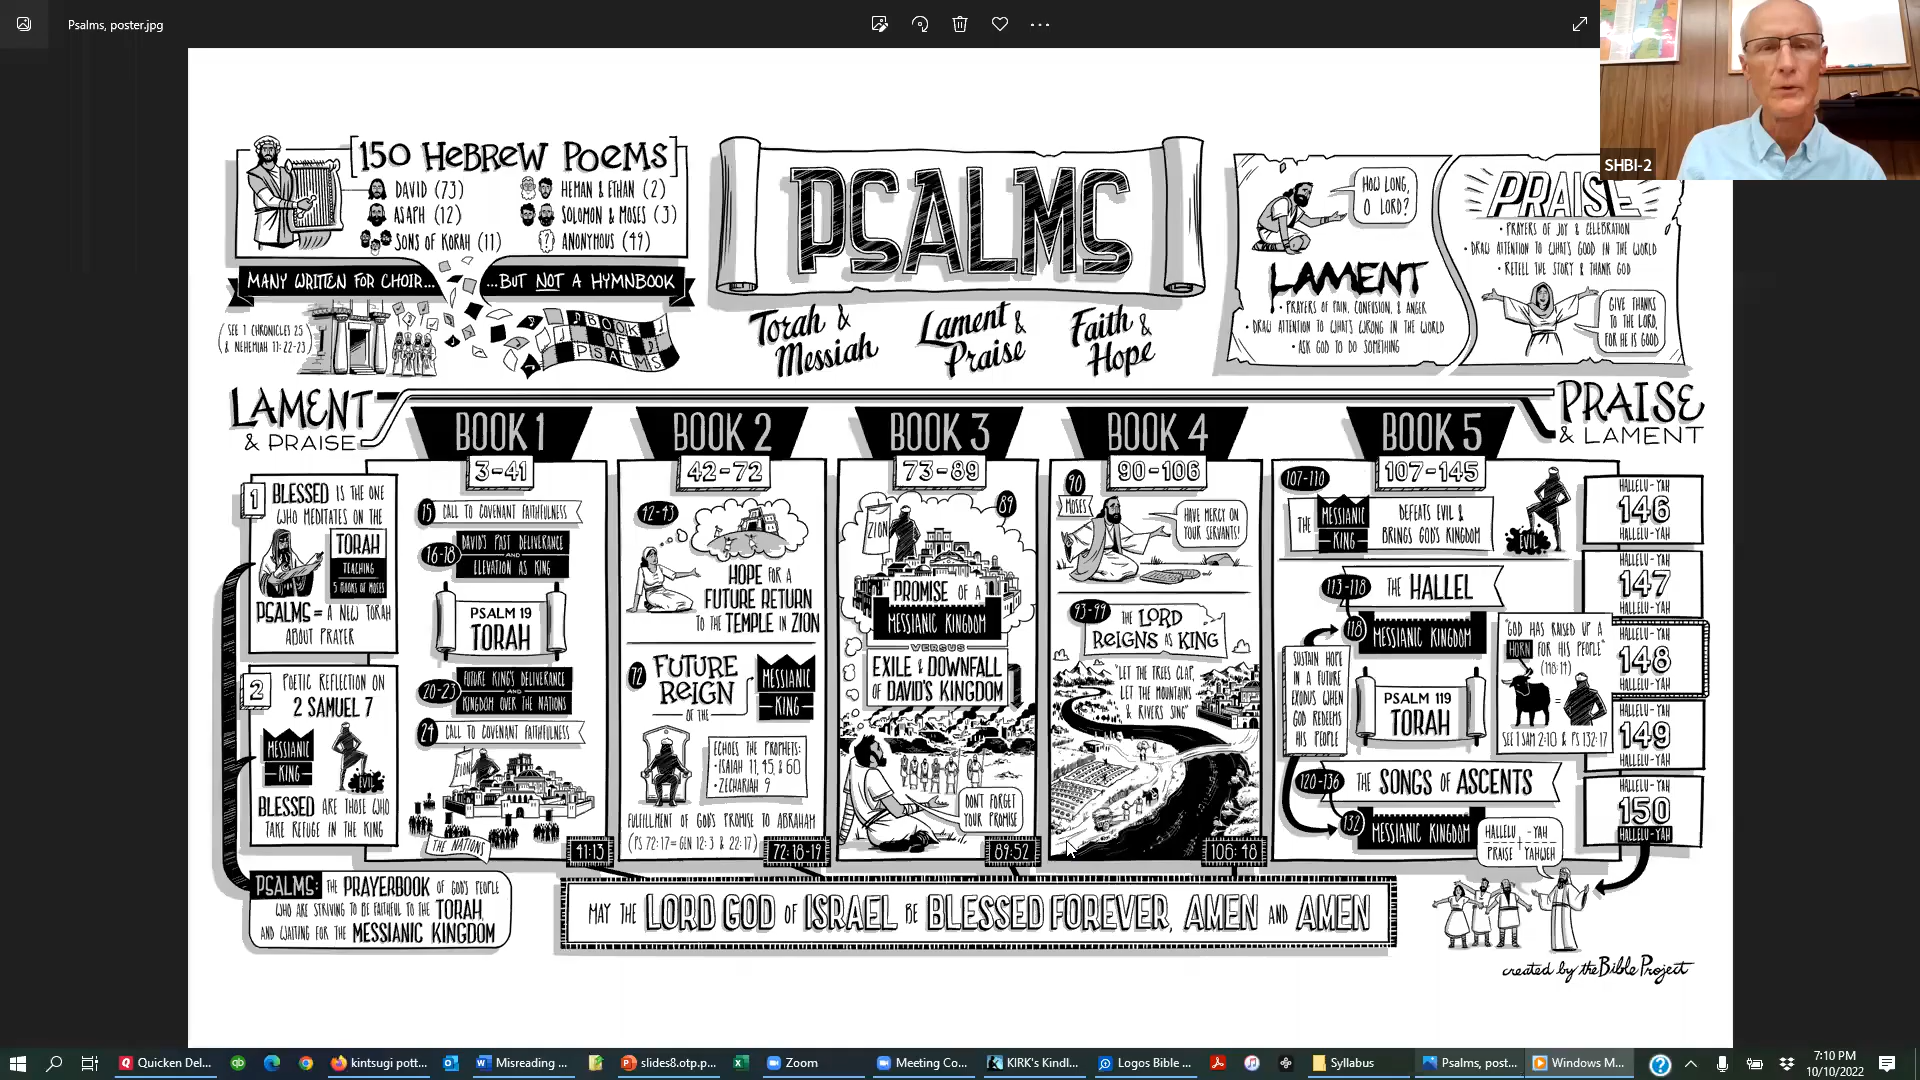 Psalms, poster.jpg
SHBI-2
150 HEBREW POEMS
DAVID (73)
ASAPH (12)
SONS OF KORAH (11)
HEMAN & ETHAN (2)
SOLOMON & MOSES (3)
ANONYMOUS (49)
MANY WRITTEN FOR CHOIR...
...BUT NOT A HYMNBOOK
(SEE 1 CHRONICLES 25
& NEHEMIAH 11:22-23)
BOOK
OF
PSALMS
PSALMS
Torah &
Messiah
Lament &
Praise
Faith &
Hope
HOW LONG,
O LORD?
LAMENT
• PRAYERS OF PAIN, CONFUSION, & ANGER
• DRAW ATTENTION TO WHAT'S WRONG IN THE WORLD
• ASK GOD TO DO SOMETHING
PRAISE
• PRAYERS OF JOY & CELEBRATION
• DRAW ATTENTION TO WHAT'S GOOD IN THE WORLD
• RETELL THE STORY & THANK GOD
GIVE THANKS
TO THE LORD,
FOR HE IS GOOD
LAMENT
& PRAISE
PRAISE
& LAMENT
1
BLESSED IS THE ONE
WHO MEDITATES ON THE
TORAH
TEACHING
5 BOOKS OF MOSES
PSALMS = A NEW TORAH
ABOUT PRAYER
2
POETIC REFLECTION ON
2 SAMUEL 7
MESSIANIC
KING
EVIL
BLESSED ARE THOSE WHO
TAKE REFUGE IN THE KING
PSALMS: THE PRAYERBOOK OF GOD'S PEOPLE
WHO ARE STRIVING TO BE FAITHFUL TO THE TORAH,
AND WAITING FOR THE MESSIANIC KINGDOM
BOOK 1
3-41
15 CALL TO COVENANT FAITHFULNESS
16-18
DAVID'S PAST DELIVERANCE
AND
ELEVATION AS KING
PSALM 19
TORAH
20-23
FUTURE KING'S DELIVERANCE
AND
KINGDOM OVER THE NATIONS
24 CALL TO COVENANT FAITHFULNESS
ZION
THE NATIONS
41:13
BOOK 2
42-72
42-43
HOPE FOR A
FUTURE RETURN
TO THE TEMPLE IN ZION
72
FUTURE
REIGN
OF THE
MESSIANIC
KING
ECHOES THE PROPHETS:
• ISAIAH 11, 45, & 60
• ZECHARIAH 9
FULFILLMENT OF GOD'S PROMISE TO ABRAHAM
(PS 72:17 = GEN 12:3 & 22:17)
72:18-19
BOOK 3
73-89
89
ZION
PROMISE OF A
MESSIANIC KINGDOM
VERSUS
EXILE & DOWNFALL
OF DAVID'S KINGDOM
DON'T FORGET
YOUR PROMISE
89:52
BOOK 4
90-106
90
MOSES
HAVE MERCY ON
YOUR SERVANTS!
93-99
THE LORD
REIGNS AS KING
"LET THE TREES CLAP,
LET THE MOUNTAINS
& RIVERS SING"
106:48
BOOK 5
107-145
107-110
THE
MESSIANIC
KING
DEFEATS EVIL &
BRINGS GOD'S KINGDOM
EVIL
113-118
THE HALLEL
118
MESSIANIC KINGDOM
SUSTAIN HOPE
IN A FUTURE
EXODUS WHEN
GOD REDEEMS
HIS PEOPLE
PSALM 119
TORAH
"GOD HAS RAISED UP A
HORN FOR HIS PEOPLE"
(148:14)
=
SEE 1 SAM 2:10 & PS 132:17
120-136
THE SONGS OF ASCENTS
132
MESSIANIC KINGDOM
HALLELU + -YAH
PRAISE YAHWEH
HALLELU-YAH
146
HALLELU-YAH
HALLELU-YAH
147
HALLELU-YAH
HALLELU-YAH
148
HALLELU-YAH
HALLELU-YAH
149
HALLELU-YAH
HALLELU-YAH
150
HALLELU-YAH
MAY THE LORD GOD OF ISRAEL BE BLESSED FOREVER, AMEN AND AMEN
created by the Bible Project
Quicken Del...
kintsugi pott...
Misreading ...
slides8.otp.p...
Zoom
Meeting Co...
KIRK's Kindl...
Logos Bible ...
Syllabus
Psalms, post...
Windows M...
7:10 PM
10/10/2022